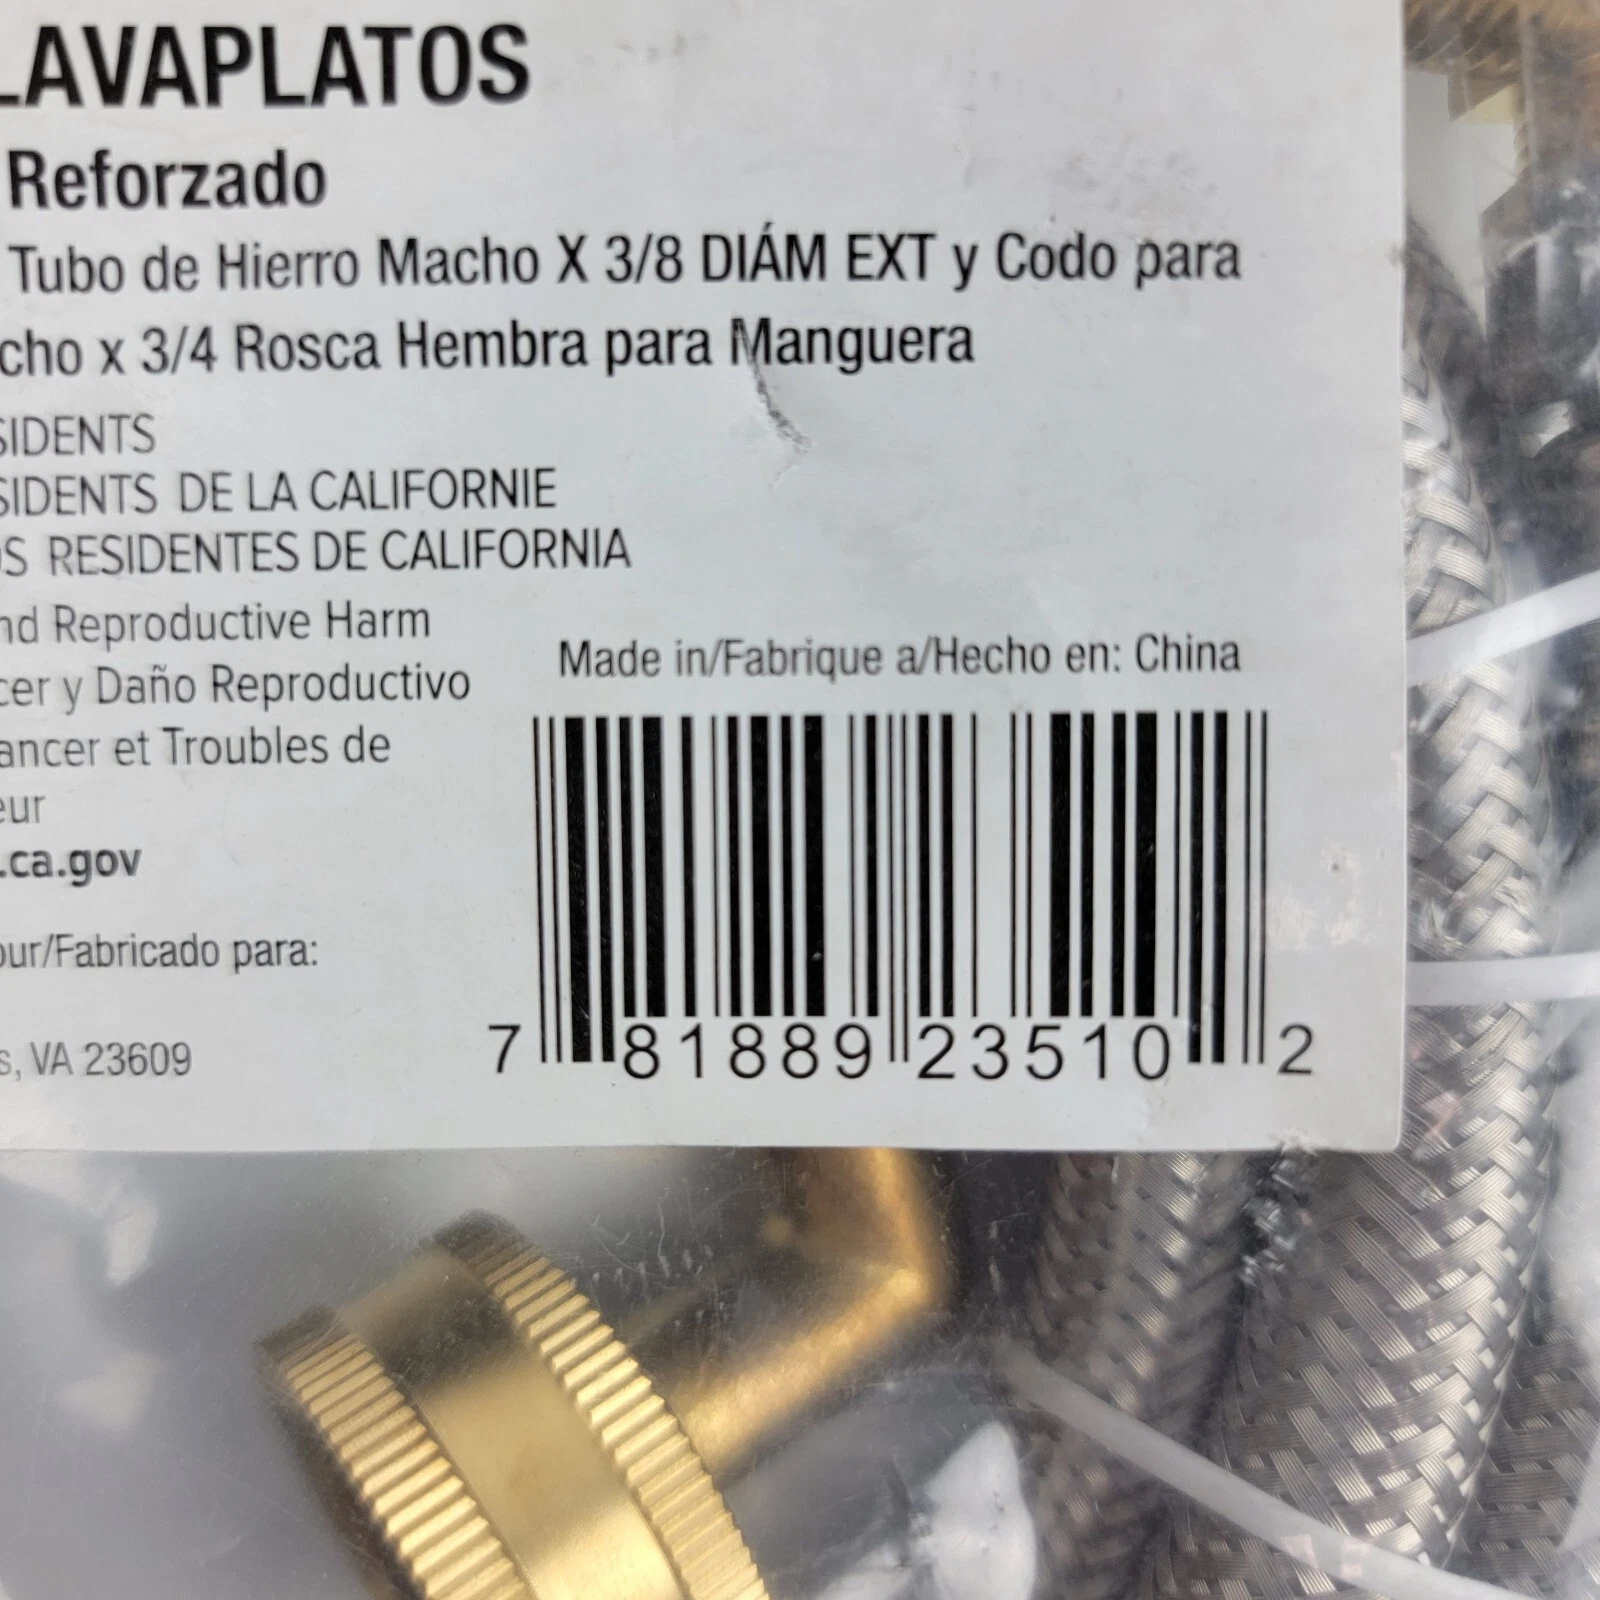 LAVAPLATOS
Reforzado
Tubo de Hierro Macho X 3/8 DIÁM EXT y Codo para
cho x 3/4 Rosca Hembra para Manguera
SIDENTS
SIDENTS DE LA CALIFORNIE
OS RESIDENTES DE CALIFORNIA
nd Reproductive Harm
cer y Daño Reproductivo
ancer et Troubles de
eur
.ca.gov
Made in/Fabrique a/Hecho en: China
our/Fabricado para:
s, VA 23609
7 81889 23510 2